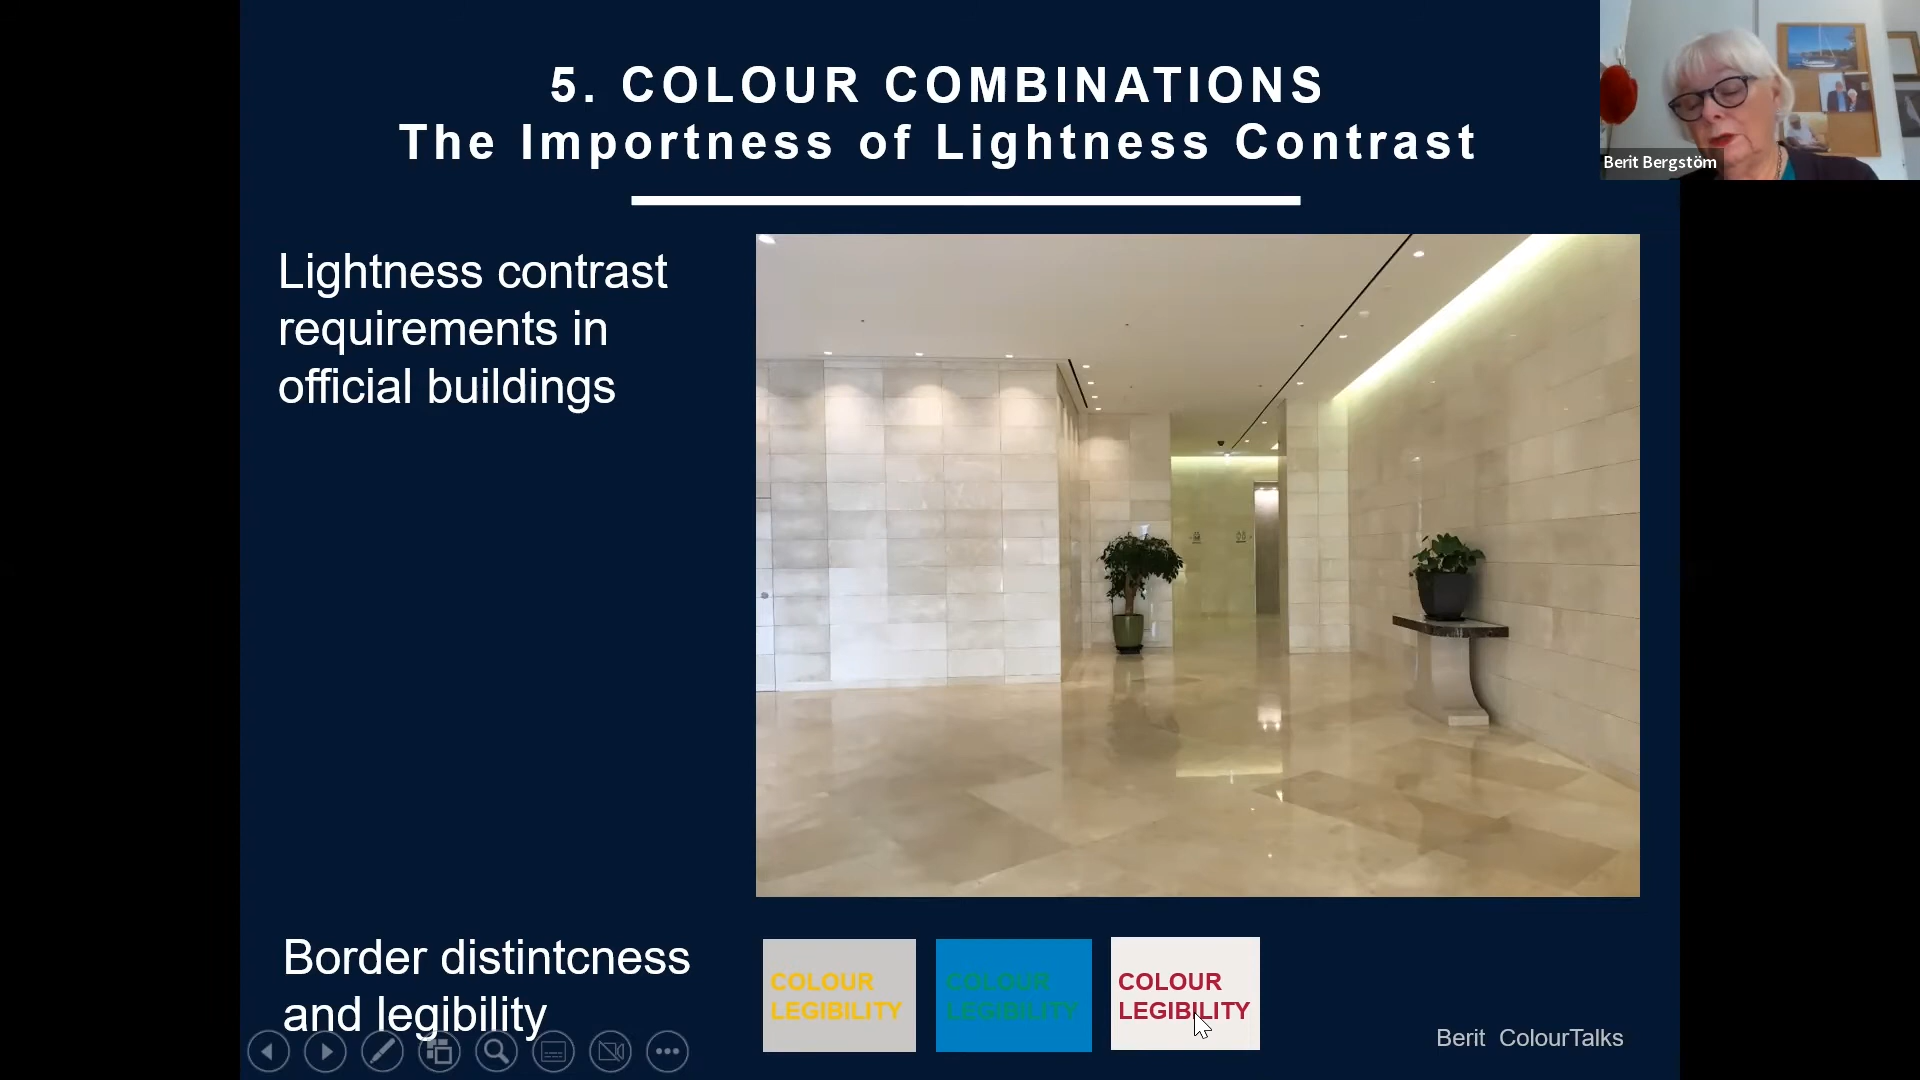 5. COLOUR COMBINATIONS
The Importness of Lightness Contrast
Berit Bergstöm
Lightness contrast
requirements in
official buildings
Border distintcness
and legibility
COLOUR
LEGIBILITY
COLOUR
LEGIBILITY
COLOUR
LEGIBILITY
Berit ColourTalks